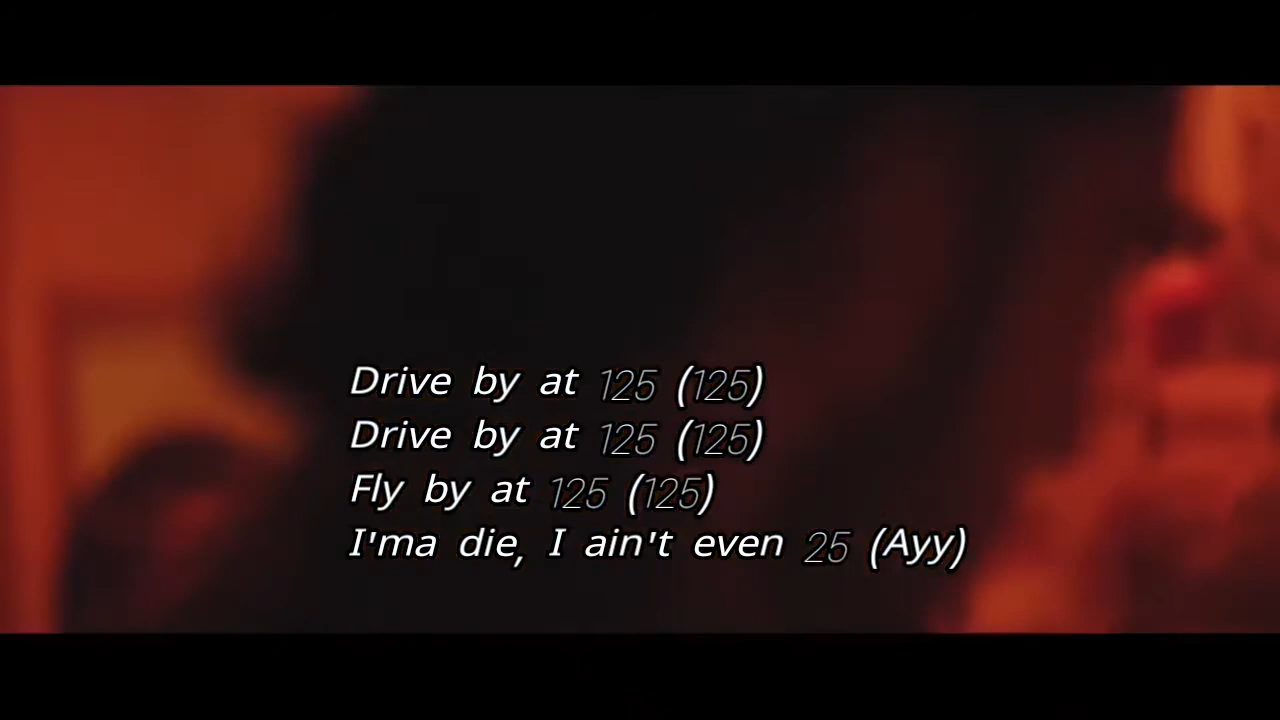 Drive by at 125 (125)
Drive by at 125 (125)
Fly by at 125 (125)
I'ma die, I ain't even 25 (Ayy)